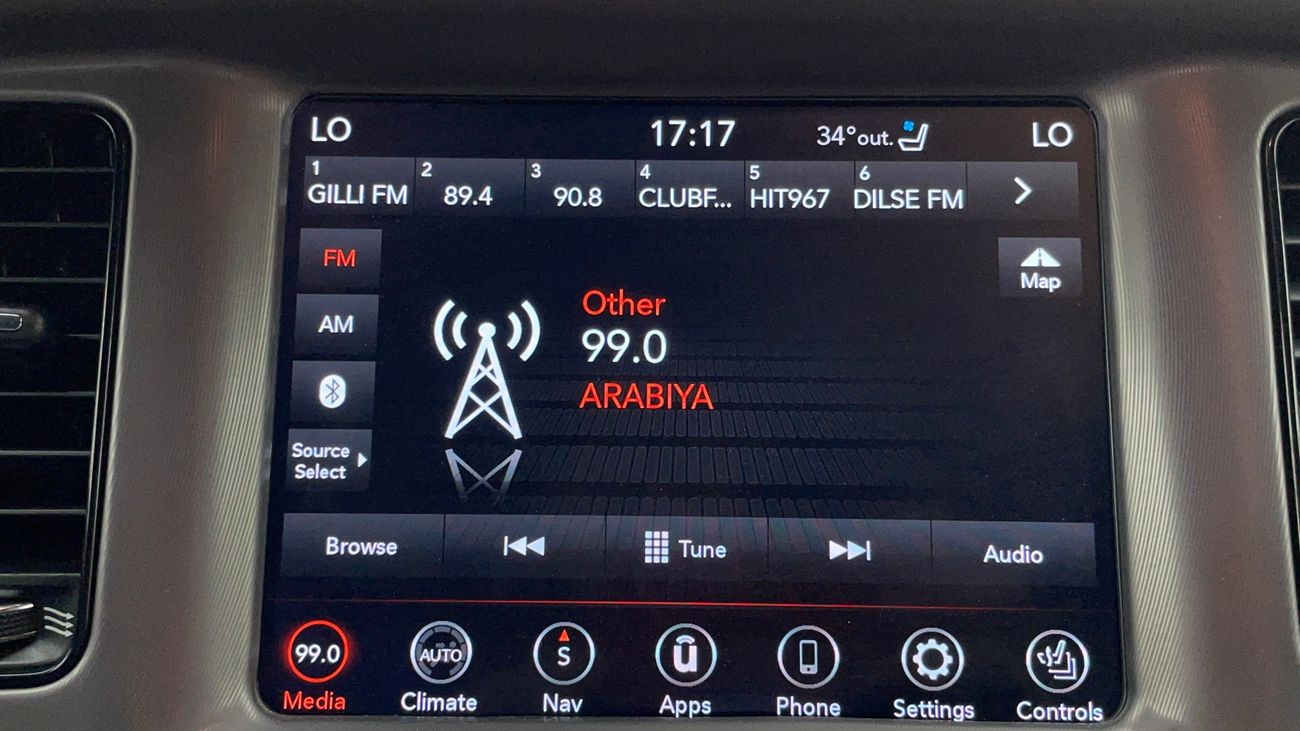 LO 17:17 34°out. LO
1 2 3 4 5 6
GILLI FM 89.4 90.8 CLUBF... HIT967 DILSE FM
FM
Map
AM
Other
99.0
ARABIYA
Source
Select
Browse Tune Audio
99.0 AUTO S u
Media Climate Nav Apps Phone Settings Controls